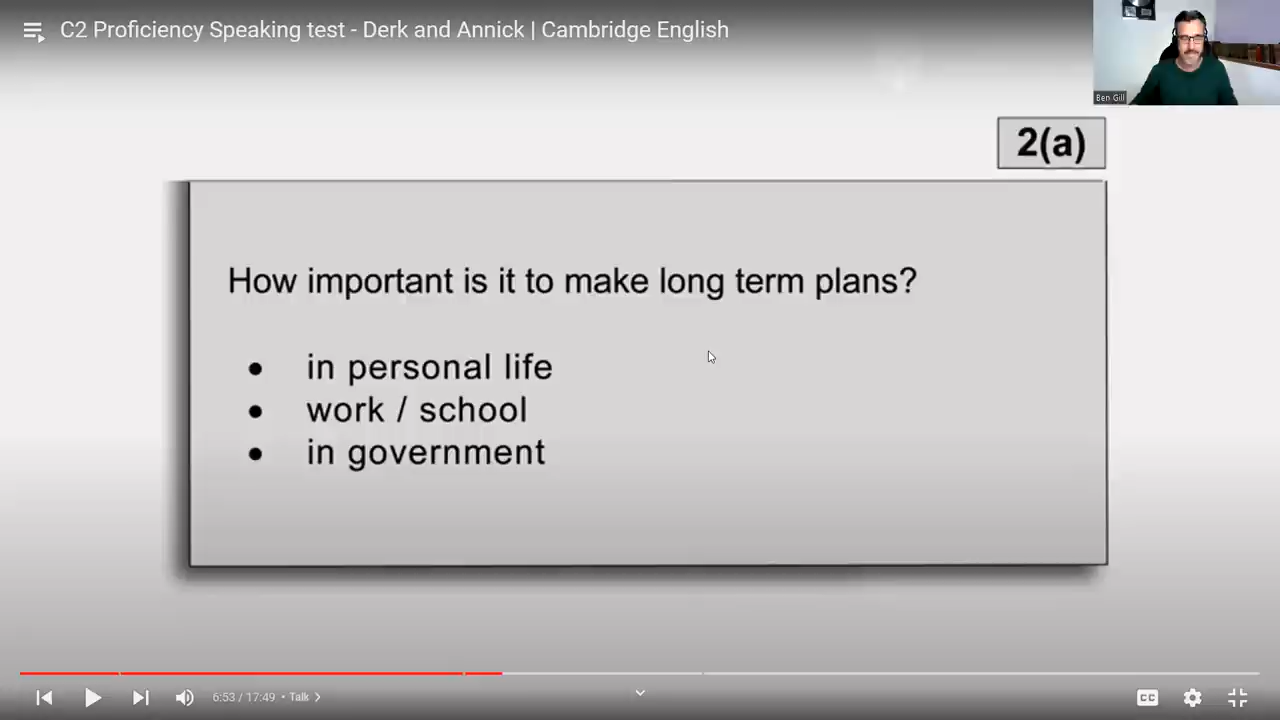 C2 Proficiency Speaking test - Derk and Annick | Cambridge English
Ben Gill
2(a)
How important is it to make long term plans?
• in personal life
• work / school
• in government
6:53 / 17:49 • Talk
CC